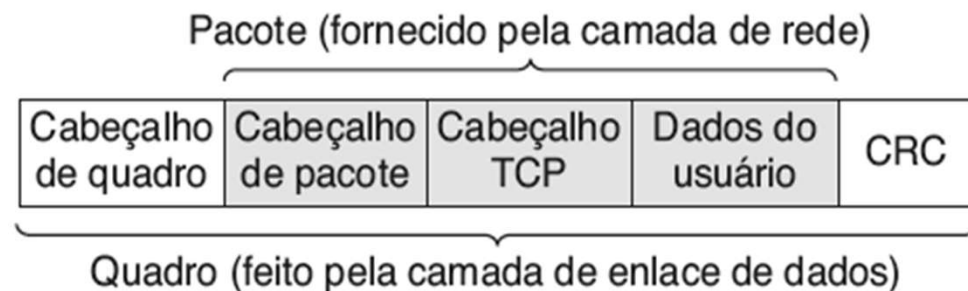 Pacote (fornecido pela camada de rede)
Cabeçalho de quadro
Cabeçalho de pacote
Cabeçalho TCP
Dados do usuário
CRC
Quadro (feito pela camada de enlace de dados)